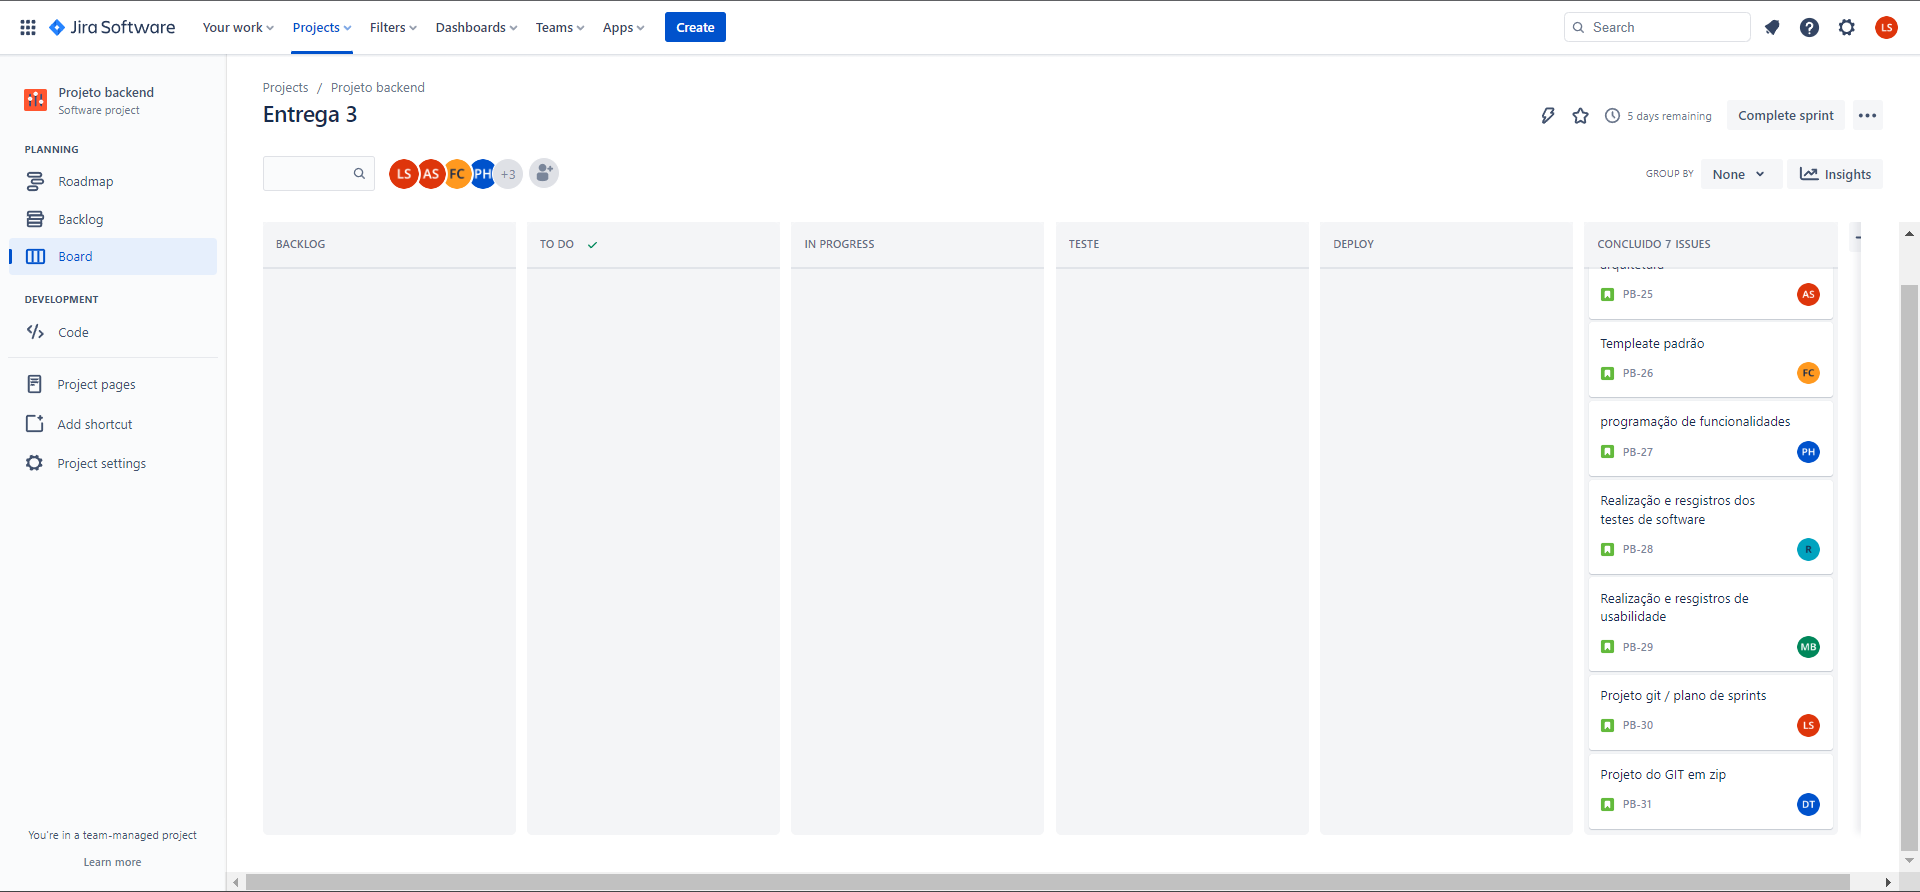 Jira Software
Your work
Projects
Filters
Dashboards
Teams
Apps
Create
Search
LS
Projeto backend
Software project
PLANNING
Roadmap
Backlog
Board
DEVELOPMENT
Code
Project pages
Add shortcut
Project settings
You're in a team-managed project
Learn more
Projects / Projeto backend
Entrega 3
5 days remaining
Complete sprint
LS AS FC PH +3
GROUP BY
None
Insights
BACKLOG
TO DO
IN PROGRESS
TESTE
DEPLOY
CONCLUIDO 7 ISSUES
arquitetura
PB-25
AS
Templeate padrão
PB-26
FC
programação de funcionalidades
PB-27
PH
Realização e resgistros dos
testes de software
PB-28
R
Realização e resgistros de
usabilidade
PB-29
MB
Projeto git / plano de sprints
PB-30
LS
Projeto do GIT em zip
PB-31
DT